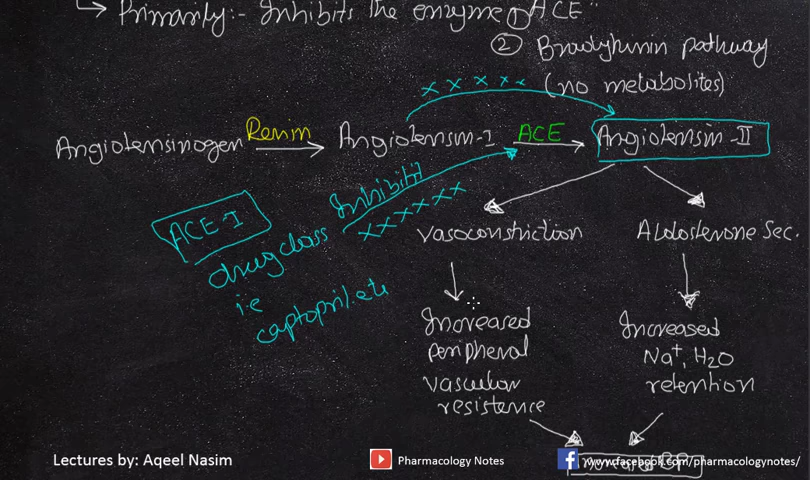 ↳ Primarily:- Inhibits the enzyme ① "ACE"
② Bradykinin pathway
x x x x x (no metabolites)
Angiotensinogen Renin Angiotensin-I ACE Angiotensin-II
ACE-I Inhibit
xxxxxx
drug class
i.e
captopril etc
Vasoconstriction Aldosterone Sec.
Increased
peripheral
vascular
resistence
Increased
Na⁺, H₂O
retention
Lectures by: Aqeel Nasim Pharmacology Notes www.facebook.com/pharmacologynotes/